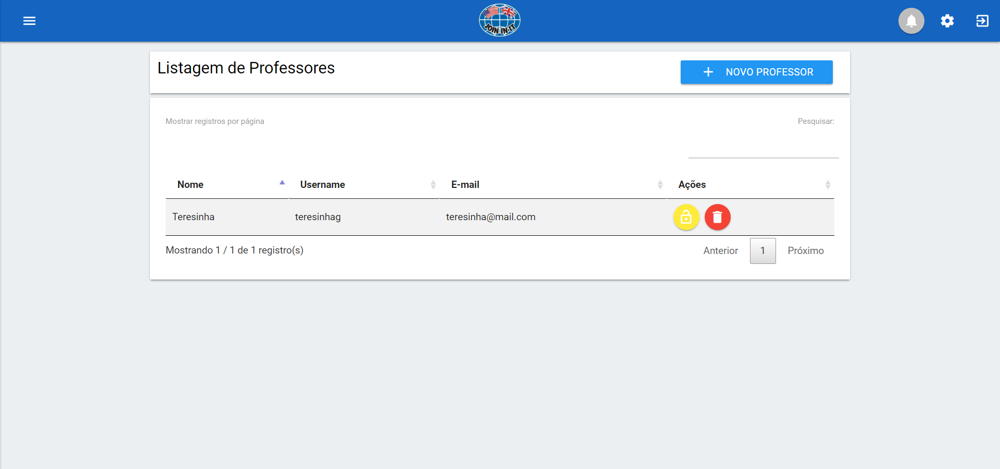 JOIN IN IT
Listagem de Professores
NOVO PROFESSOR
Mostrar registros por página
Pesquisar:
Nome Username E-mail Ações
Teresinha teresinhag teresinha@mail.com
Mostrando 1 / 1 de 1 registro(s)
Anterior 1 Próximo